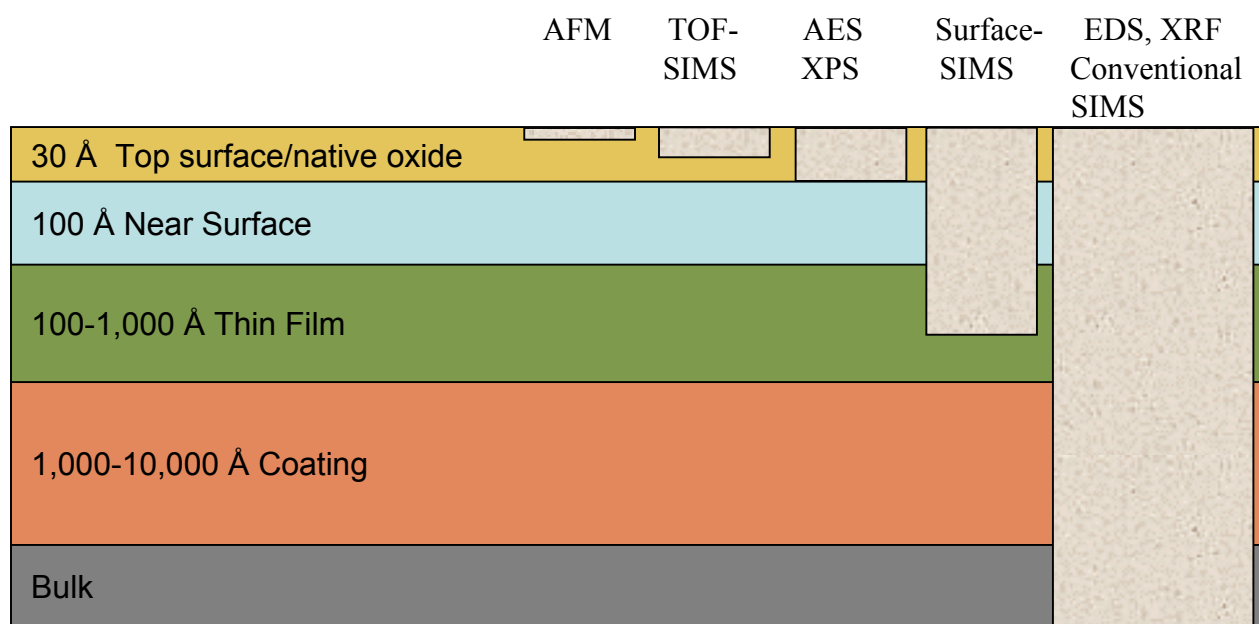 AFM
TOF-
SIMS
AES
XPS
Surface-
SIMS
EDS, XRF
Conventional
SIMS
30 Å  Top surface/native oxide
100 Å Near Surface
100-1,000 Å Thin Film
1,000-10,000 Å Coating
Bulk